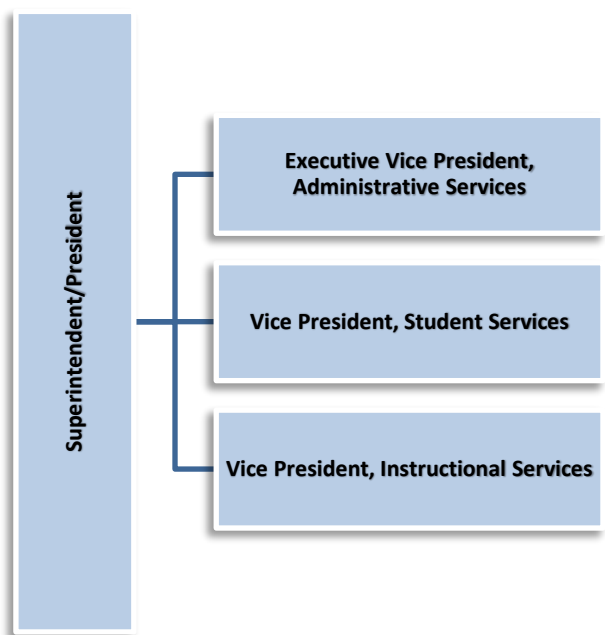 Superintendent/President
Executive Vice President,
Administrative Services
Vice President, Student Services
Vice President, Instructional Services